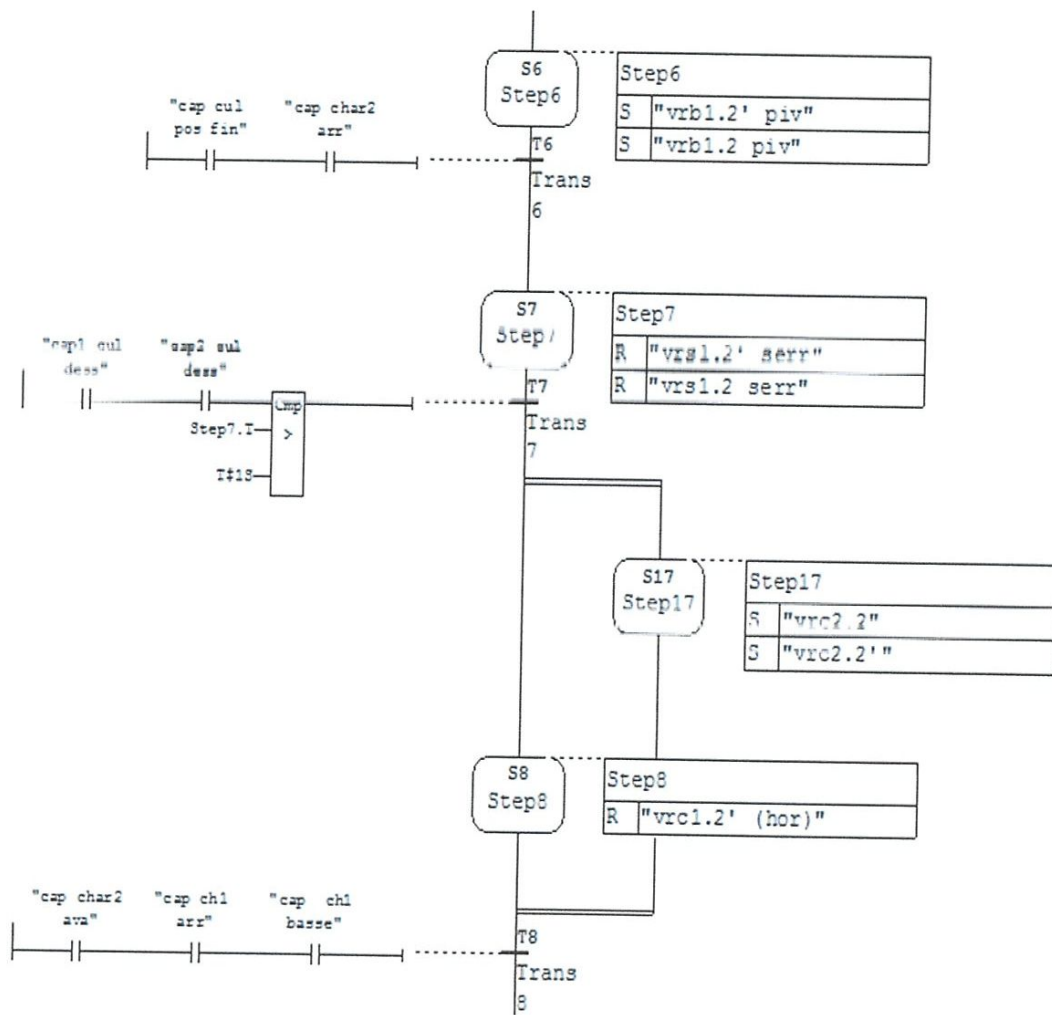 S6
Step6
Step6
S "vrb1.2' piv"
S "vrb1.2 piv"
"cap cul
pos fin"
"cap char2
arr"
T6
Trans
6
S7
Step7
Step7
R "vrs1.2' serr"
R "vrs1.2 serr"
"cap1 cul
dess"
"cap2 cul
dess"
Cmp
Step7.T
>
T#1S
T7
Trans
7
S17
Step17
Step17
S "vrc2.2"
S "vrc2.2'"
S8
Step8
Step8
R "vrc1.2' (hor)"
"cap char2
ava"
"cap ch1
arr"
"cap ch1
basse"
T8
Trans
8